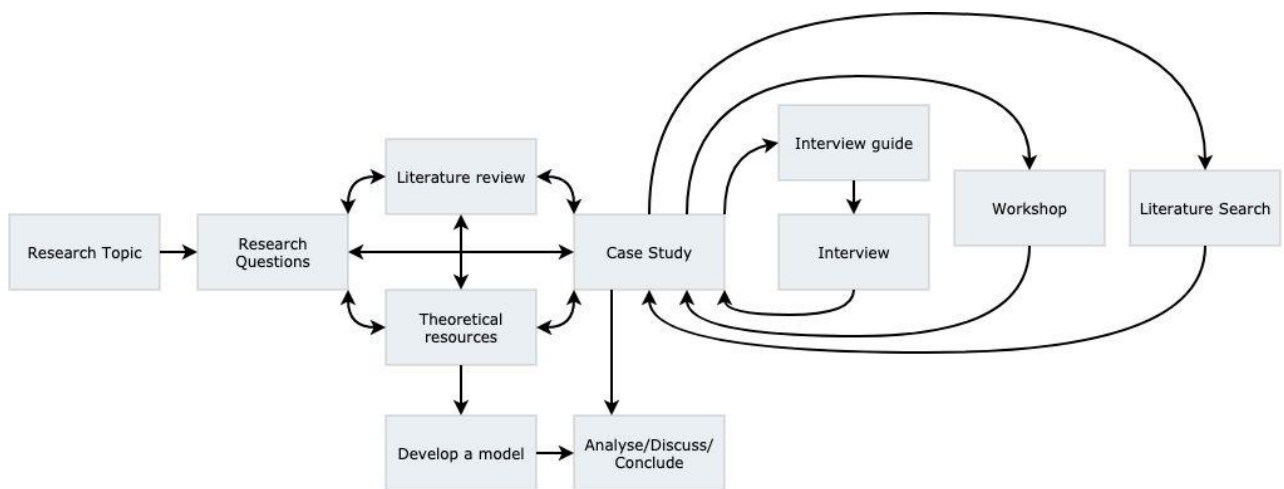 Research Topic
Research
Questions
Literature review
Theoretical
resources
Develop a model
Case Study
Analyse/Discuss/
Conclude
Interview guide
Interview
Workshop
Literature Search